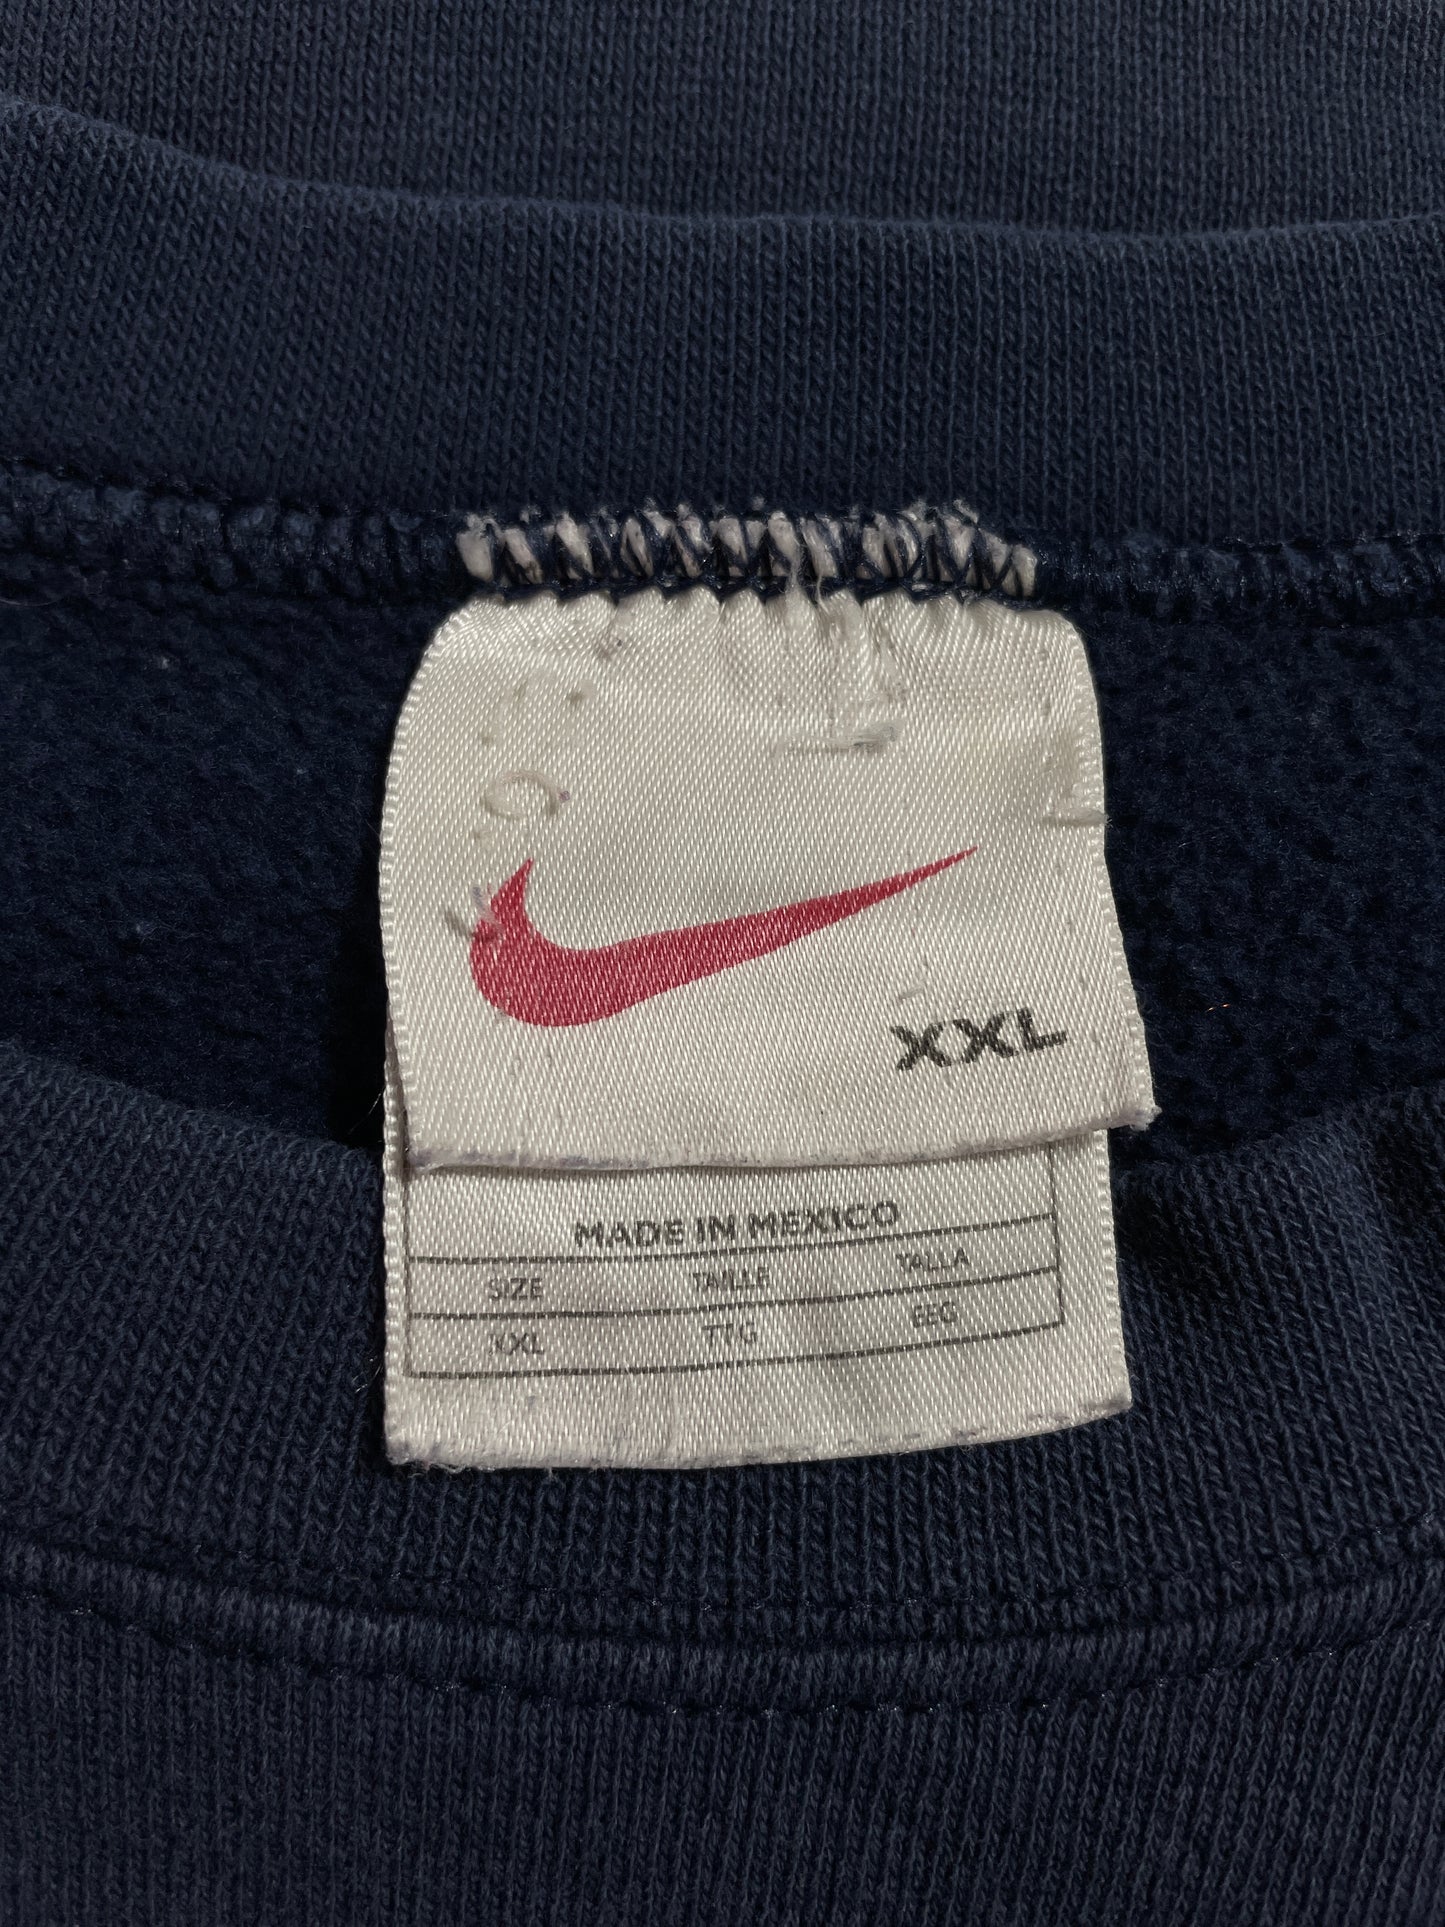 XXL
MADE IN MEXICO
SIZE TAILLE TALLA
XXL TTG EEG